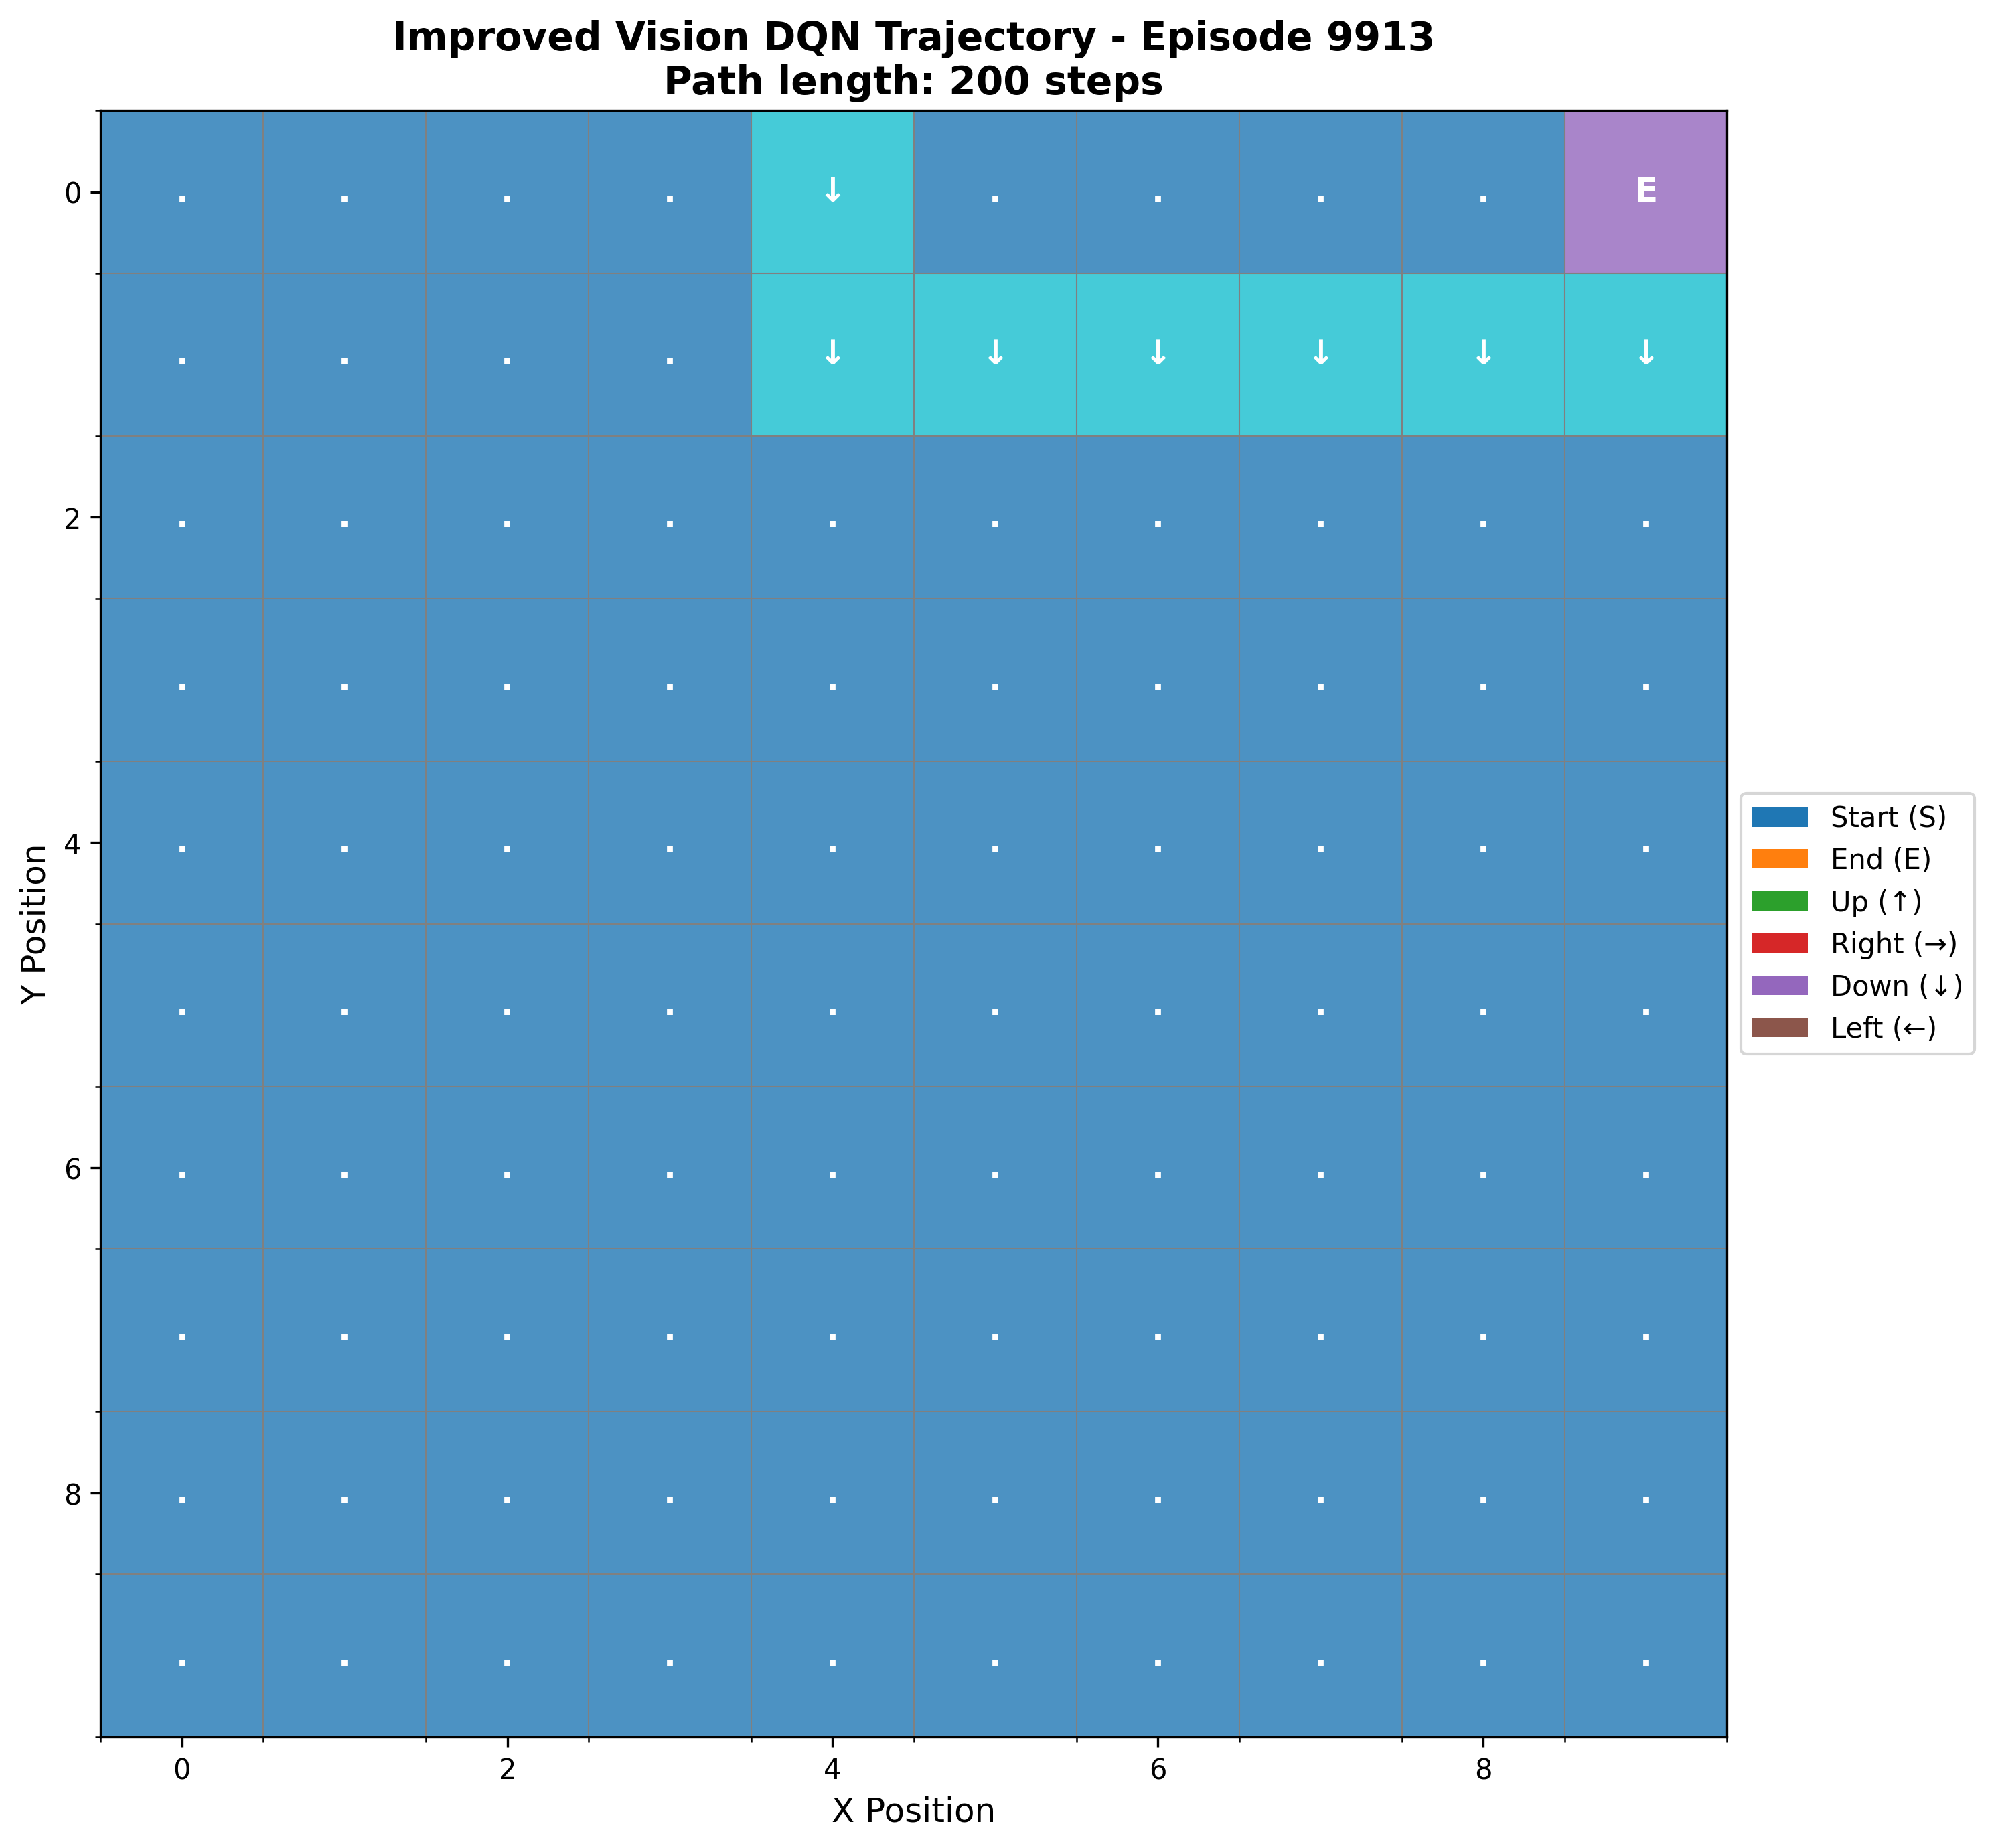 Improved Vision DQN Trajectory - Episode 9913
Path length: 200 steps
0 . . . . ↓ . . . . E
. . . . ↓ ↓ ↓ ↓ ↓ ↓
2 . . . . . . . . . .
. . . . . . . . . .
4 . . . . . . . . . .
. . . . . . . . . .
6 . . . . . . . . . .
. . . . . . . . . .
8 . . . . . . . . . .
. . . . . . . . . .
0 2 4 6 8
X Position
Y Position
Start (S)
End (E)
Up (↑)
Right (→)
Down (↓)
Left (←)